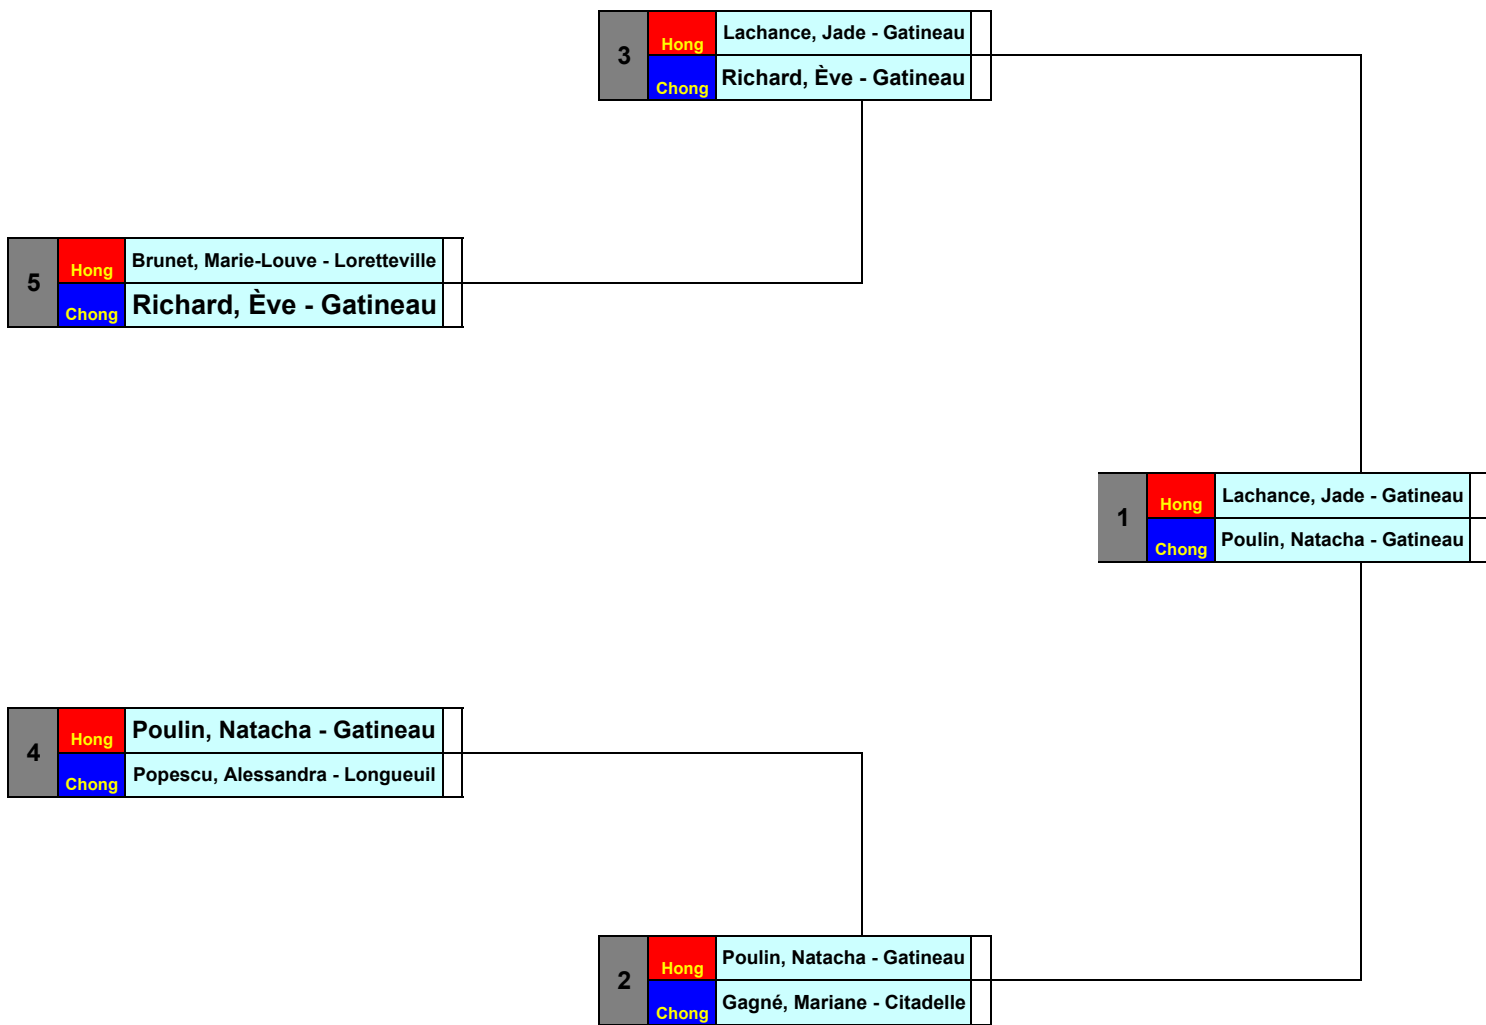 3
Hong
Lachance, Jade - Gatineau
Chong
Richard, Ève - Gatineau
5
Hong
Brunet, Marie-Louve - Loretteville
Chong
Richard, Ève - Gatineau
1
Hong
Lachance, Jade - Gatineau
Chong
Poulin, Natacha - Gatineau
4
Hong
Poulin, Natacha - Gatineau
Chong
Popescu, Alessandra - Longueuil
2
Hong
Poulin, Natacha - Gatineau
Chong
Gagné, Mariane - Citadelle